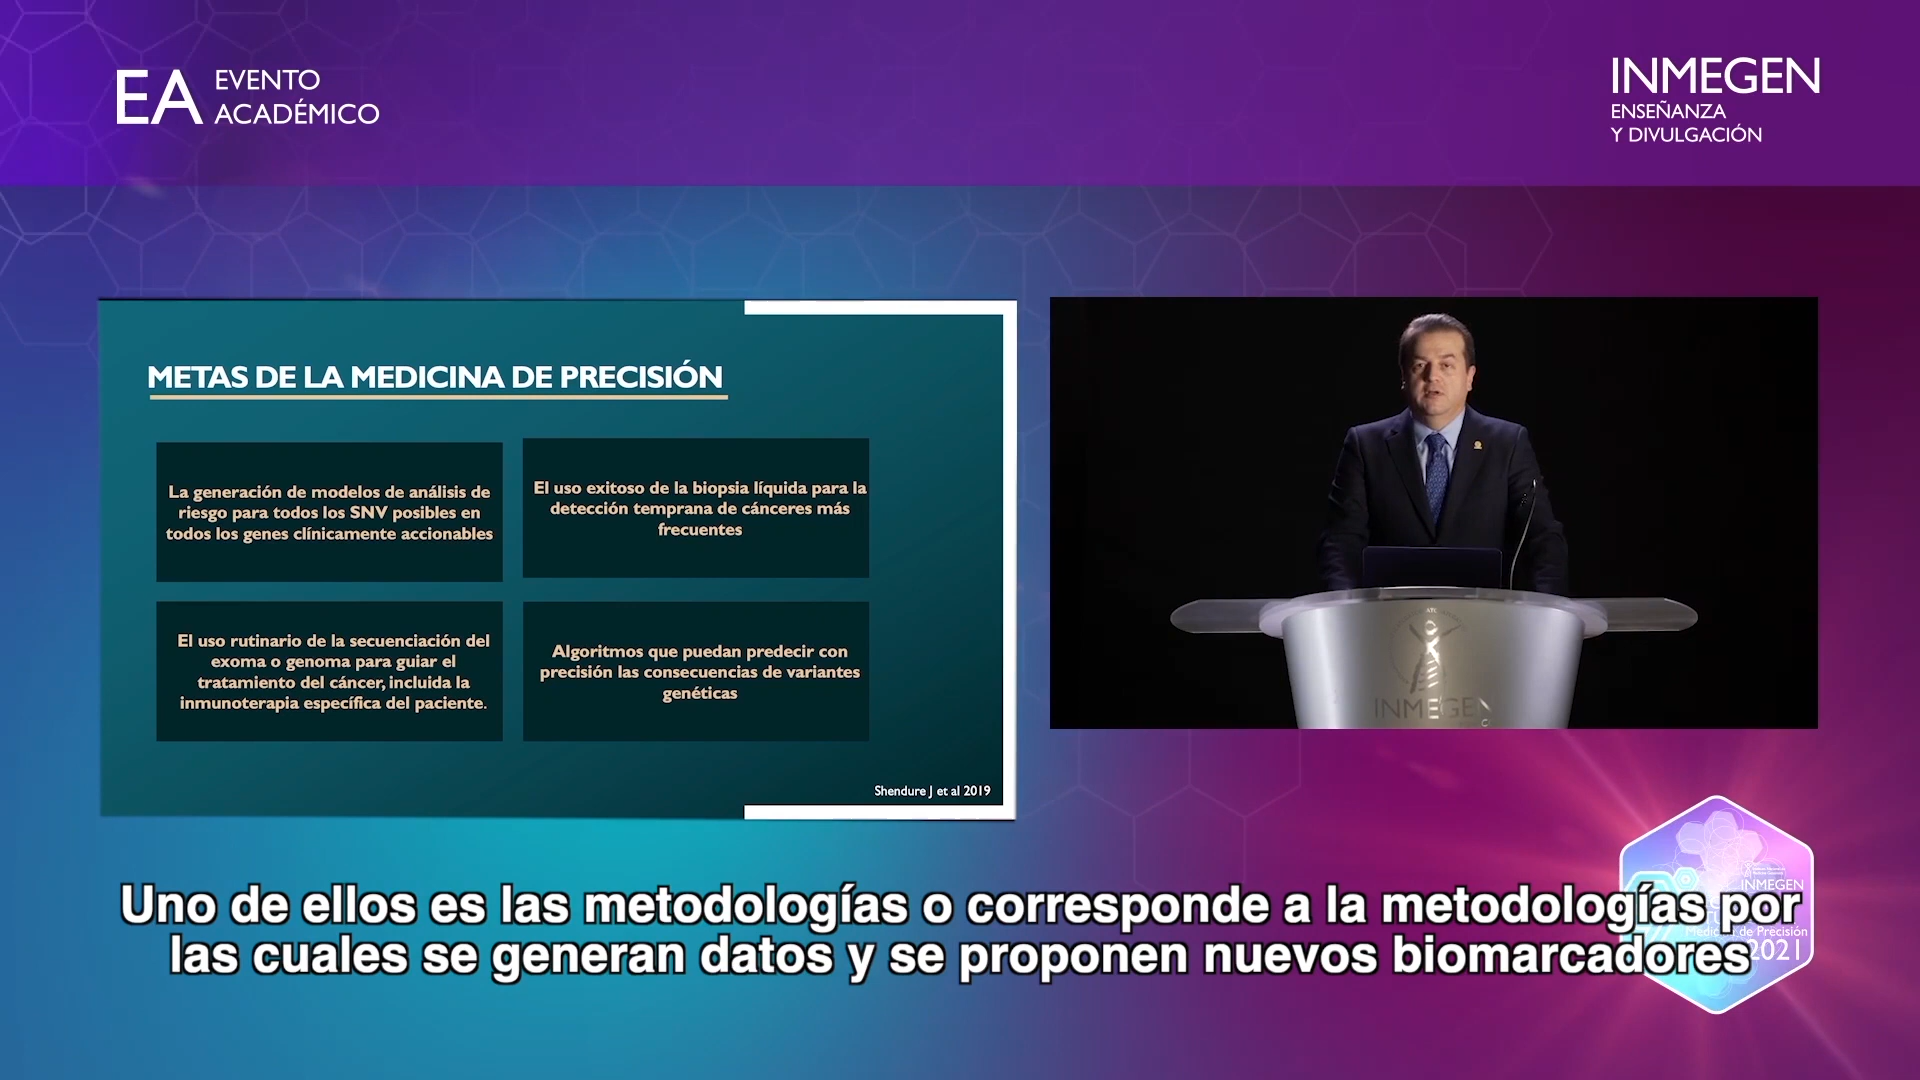 EA EVENTO
ACADÉMICO
INMEGEN
ENSEÑANZA
Y DIVULGACIÓN
METAS DE LA MEDICINA DE PRECISIÓN
La generación de modelos de análisis de
riesgo para todos los SNV posibles en
todos los genes clínicamente accionables
El uso exitoso de la biopsia líquida para la
detección temprana de cánceres más
frecuentes
El uso rutinario de la secuenciación del
exoma o genoma para guiar el
tratamiento del cáncer, incluida la
inmunoterapia específica del paciente.
Algoritmos que puedan predecir con
precisión las consecuencias de variantes
genéticas
Shendure J et al 2019
INMEGEN
INMEGEN
de Precisión
2021
Uno de ellos es las metodologías o corresponde a la metodologías por
las cuales se generan datos y se proponen nuevos biomarcadores